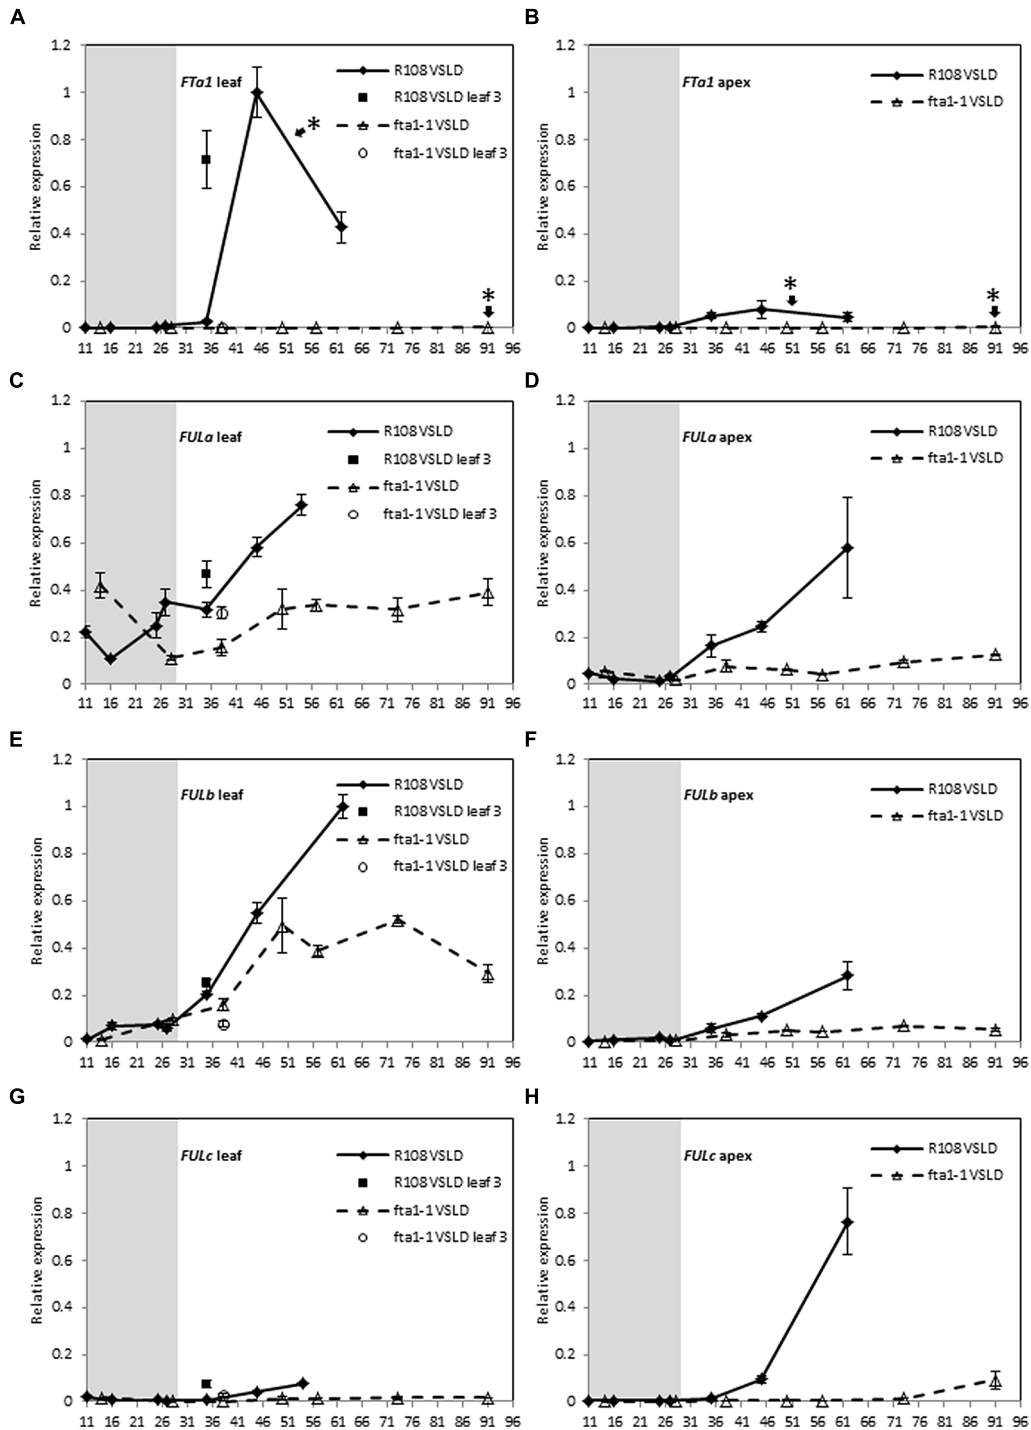 A
B
1.2
1
0.8
0.6
0.4
0.2
0
Relative expression
FTa1 leaf
R108 VSLD
R108 VSLD leaf 3
fta1-1 VSLD
fta1-1 VSLD leaf 3
*
*
11 16 21 26 31 36 41 46 51 56 61 66 71 76 81 86 91 96
1.2
1
0.8
0.6
0.4
0.2
0
Relative expression
FTa1 apex
R108 VSLD
fta1-1 VSLD
*
*
11 16 21 26 31 36 41 46 51 56 61 66 71 76 81 86 91 96
C
D
1.2
1
0.8
0.6
0.4
0.2
0
Relative expression
FULa leaf
R108 VSLD
R108 VSLD leaf 3
fta1-1 VSLD
fta1-1 VSLD leaf 3
11 16 21 26 31 36 41 46 51 56 61 66 71 76 81 86 91 96
1.2
1
0.8
0.6
0.4
0.2
0
Relative expression
FULa apex
R108 VSLD
fta1-1 VSLD
11 16 21 26 31 36 41 46 51 56 61 66 71 76 81 86 91 96
E
F
1.2
1
0.8
0.6
0.4
0.2
0
Relative expression
FULb leaf
R108 VSLD
R108 VSLD leaf 3
fta1-1 VSLD
fta1-1 VSLD leaf 3
11 16 21 26 31 36 41 46 51 56 61 66 71 76 81 86 91 96
1.2
1
0.8
0.6
0.4
0.2
0
Relative expression
FULb apex
R108 VSLD
fta1-1 VSLD
11 16 21 26 31 36 41 46 51 56 61 66 71 76 81 86 91 96
G
H
1.2
1
0.8
0.6
0.4
0.2
0
Relative expression
FULc leaf
R108 VSLD
R108 VSLD leaf 3
fta1-1 VSLD
fta1-1 VSLD leaf 3
11 16 21 26 31 36 41 46 51 56 61 66 71 76 81 86 91 96
1.2
1
0.8
0.6
0.4
0.2
0
Relative expression
FULc apex
R108 VSLD
fta1-1 VSLD
11 16 21 26 31 36 41 46 51 56 61 66 71 76 81 86 91 96